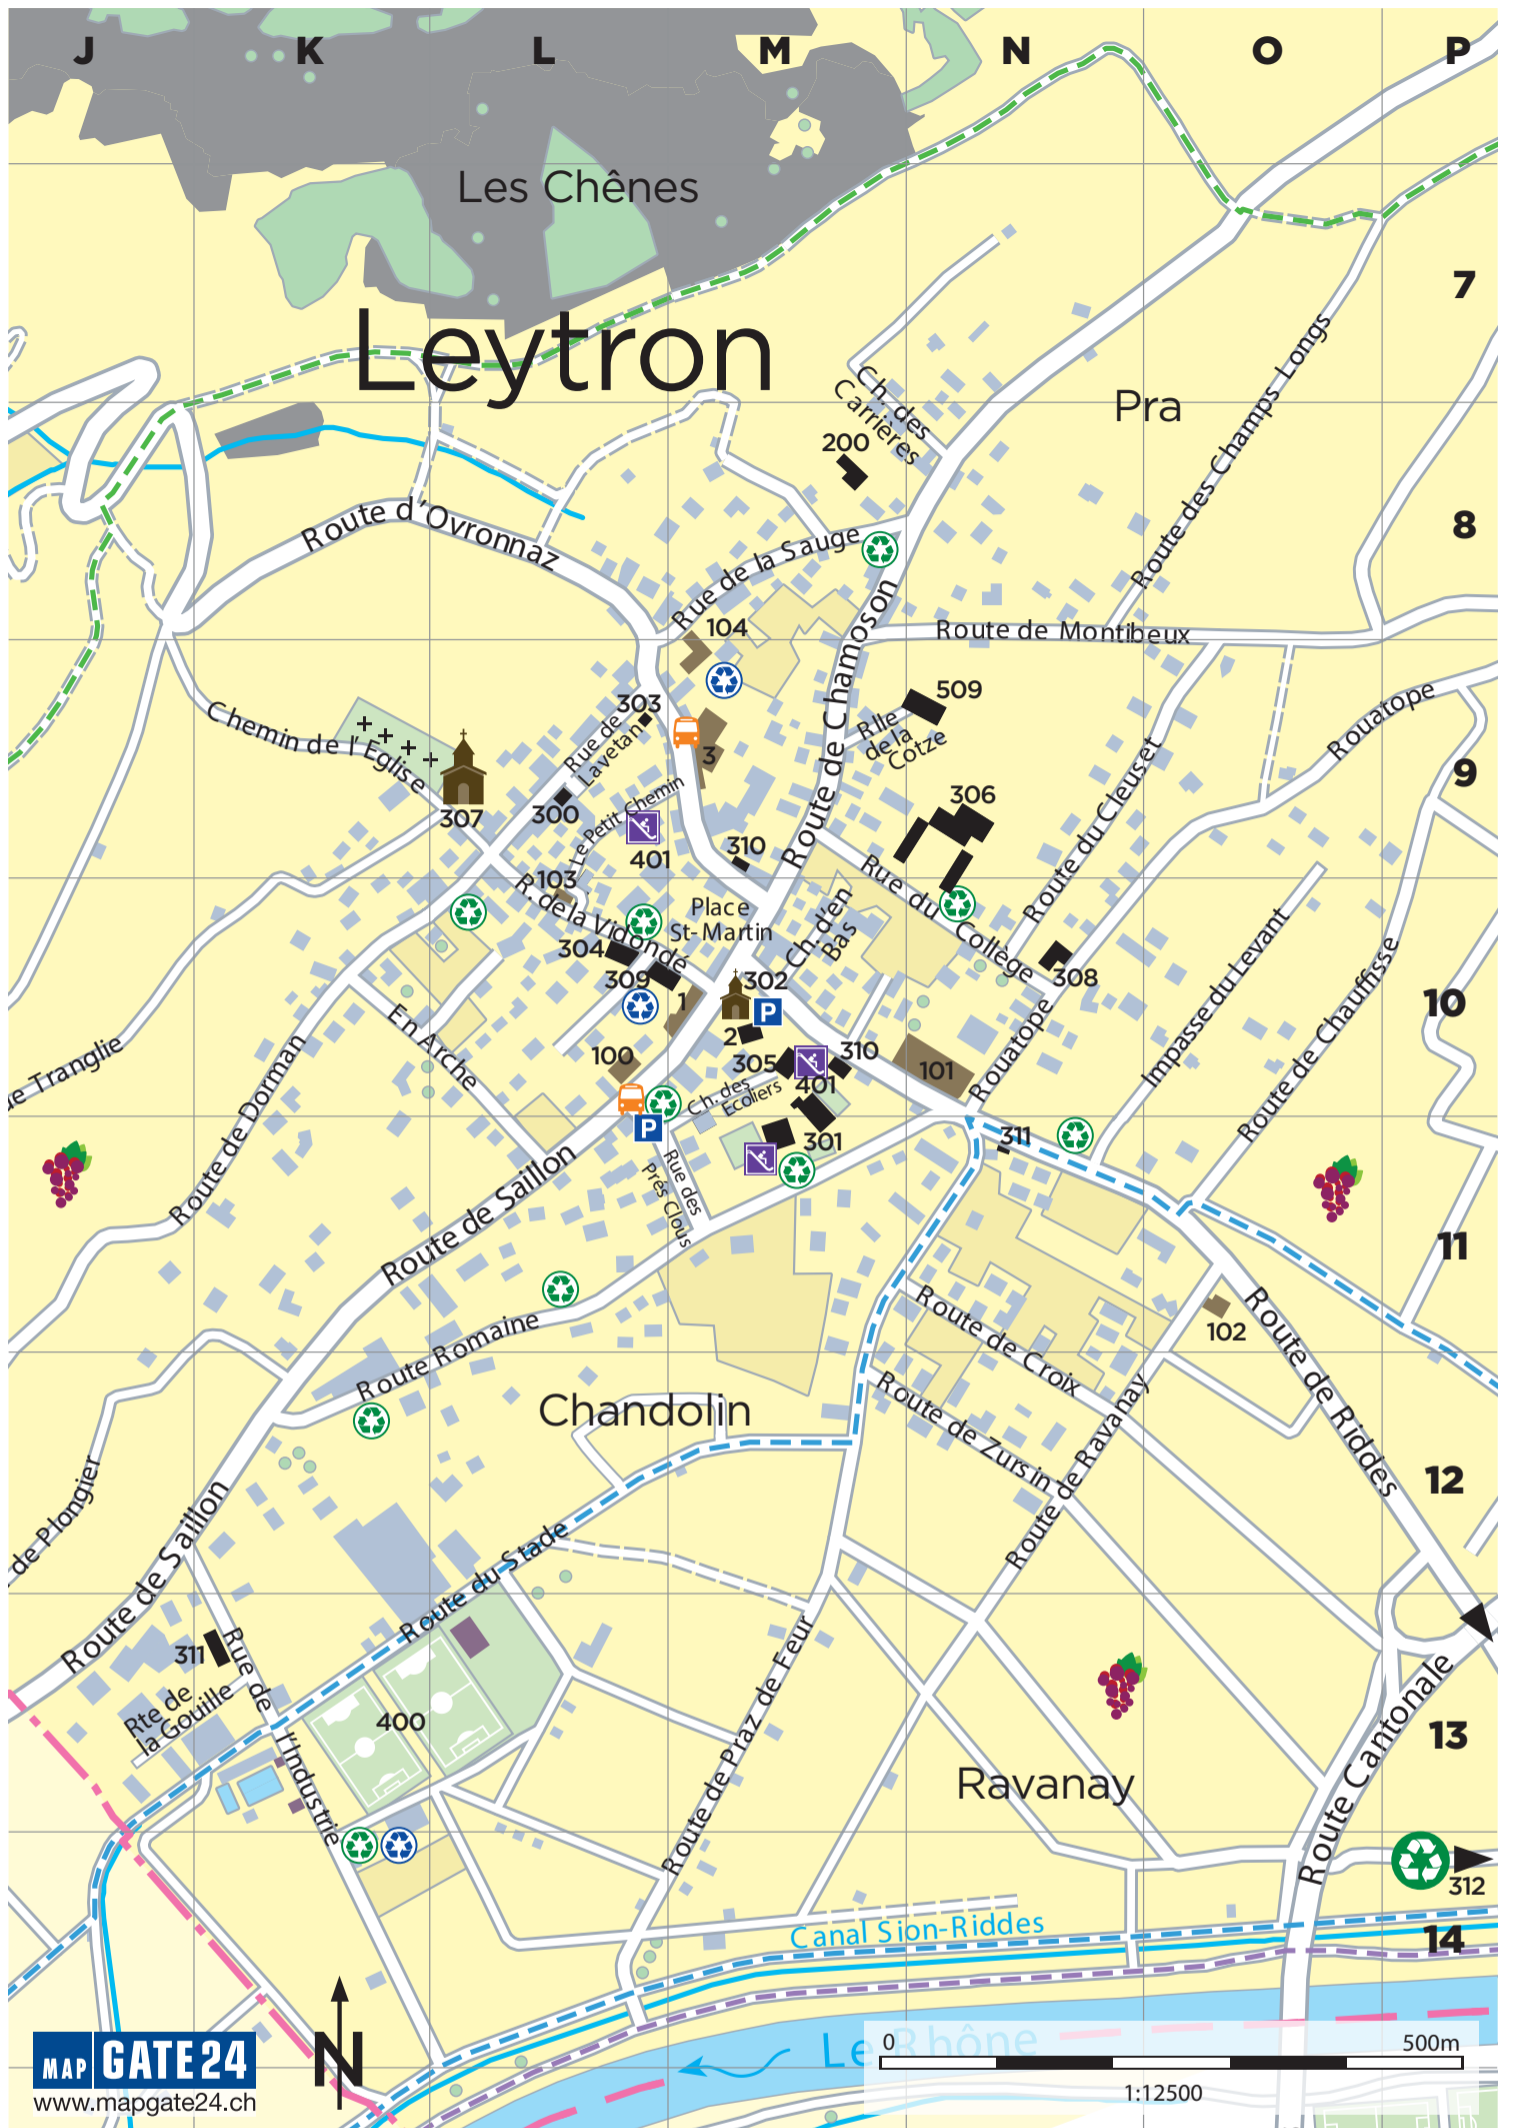 J K L M N O P
Les Chênes
7
Leytron
Ch. des
Carrières
Pra
200
Route des Champs Longs
8
Route d'Ovronnaz
Rue de la Sauge
104
Route de Montibeux
Route de Chamoson
509
303
Rlle
de la
Cotze
Chemin de l'Eglise
Rue de
Lavetan
3
Rouatope
9
307
300
Le Petit Chemin
401
310
306
Route du Cleuset
103
R. de la Vidondé
Place
St-Martin
Ch. d'en
Bas
Rue du Collège
304
309
302
308
1
2
10
En Arche
100
305
310
401
101
Rouatope
Impasse du Levant
Route de Chauffisse
Ch. des
Ecoliers
de Tranglie
Route de Dorman
301
311
Rue des
Prés Clous
Route de Saillon
11
Route de Croix
102
Route de Riddes
Route Romaine
Chandolin
Route de Zursin
Route de Ravanay
12
de Plongier
Route de Saillon
Route du Stade
311
Rue de l'Industrie
Rte de
la Gouille
400
Route de Praz de Feur
13
Ravanay
Route Cantonale
312
Canal Sion-Riddes
14
Le Rhône
0 500m
1:12500
N
MAP GATE24
www.mapgate24.ch
P
P